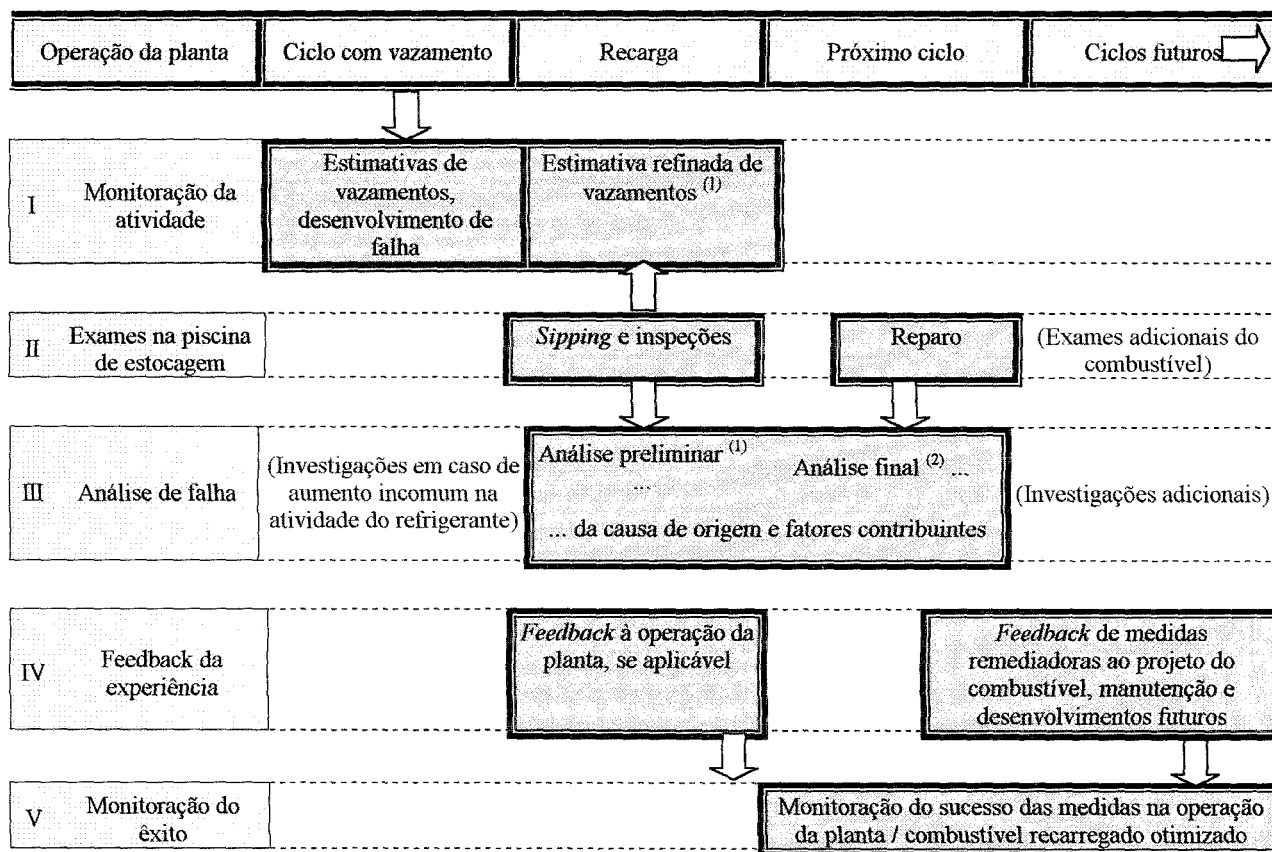 Operação da planta
Ciclo com vazamento
Recarga
Próximo ciclo
Ciclos futuros
I
Monitoração da
atividade
Estimativas de
vazamentos,
desenvolvimento de
falha
Estimativa refinada de
vazamentos (1)
II
Exames na piscina
de estocagem
Sipping e inspeções
Reparo
(Exames adicionais do
combustível)
III
Análise de falha
(Investigações em caso de
aumento incomum na
atividade do refrigerante)
Análise preliminar (1)
...
Análise final (2) ...
... da causa de origem e fatores contribuintes
(Investigações adicionais)
IV
Feedback da
experiência
Feedback à operação da
planta, se aplicável
Feedback de medidas
remediadoras ao projeto do
combustível, manutenção e
desenvolvimentos futuros
V
Monitoração do
êxito
Monitoração do sucesso das medidas na operação
da planta / combustível recarregado otimizado